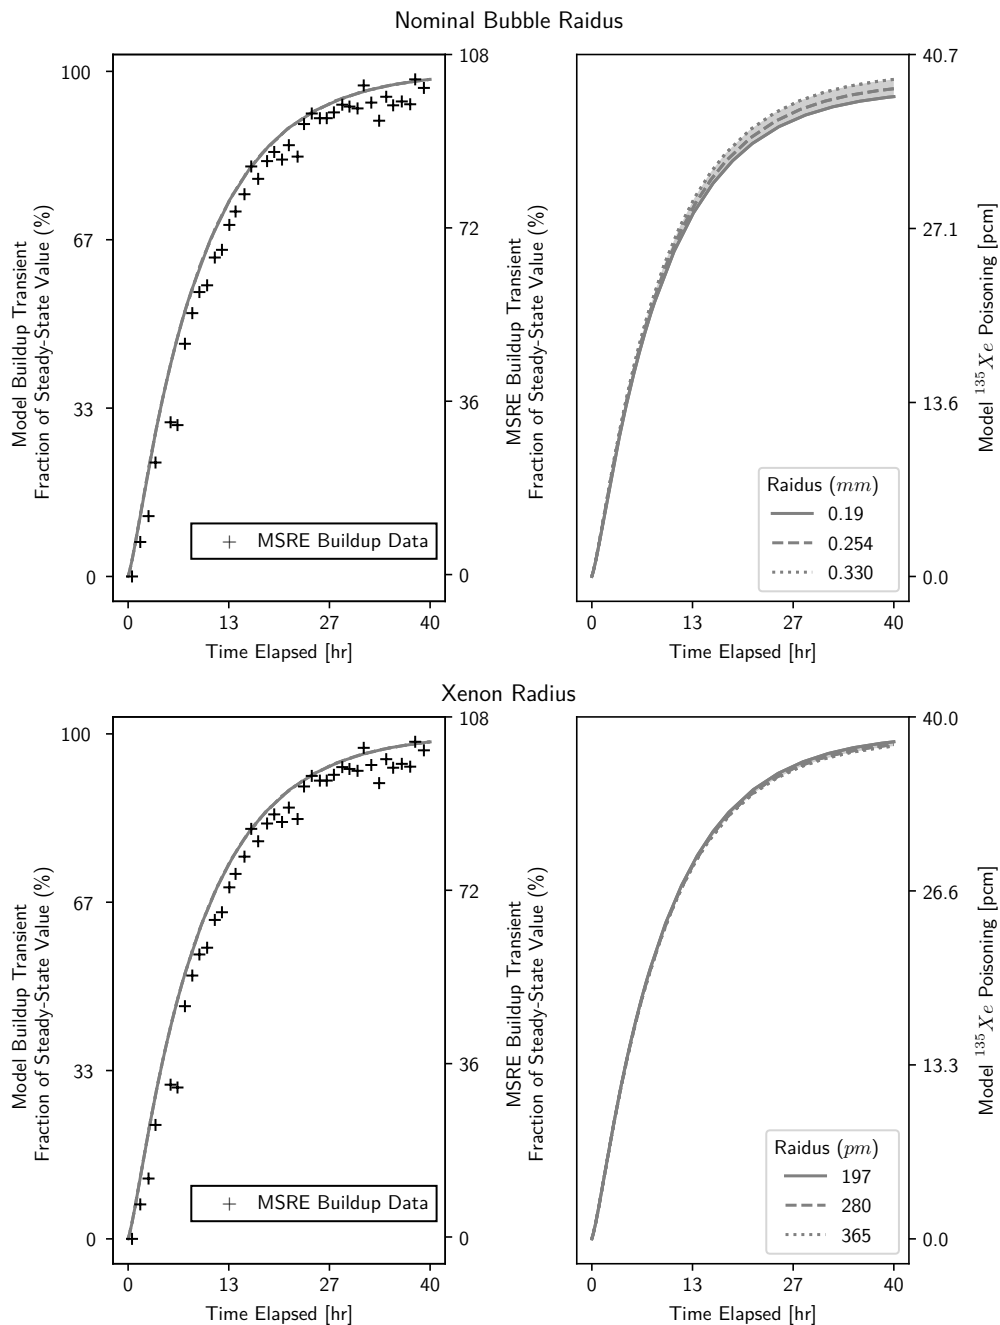 Nominal Bubble Raidus
108
100
72
67
36
33
0
0
0
13
27
40
Time Elapsed [hr]
Model Buildup Transient
Fraction of Steady-State Value (%)
MSRE Buildup Transient
Fraction of Steady-State Value (%)
MSRE Buildup Data
40.7
27.1
13.6
0.0
0
13
27
40
Time Elapsed [hr]
Model ¹³⁵Xe Poisoning [pcm]
Raidus (mm)
0.19
0.254
0.330
Xenon Radius
108
100
72
67
36
33
0
0
0
13
27
40
Time Elapsed [hr]
Model Buildup Transient
Fraction of Steady-State Value (%)
MSRE Buildup Transient
Fraction of Steady-State Value (%)
MSRE Buildup Data
40.0
26.6
13.3
0.0
0
13
27
40
Time Elapsed [hr]
Model ¹³⁵Xe Poisoning [pcm]
Raidus (pm)
197
280
365